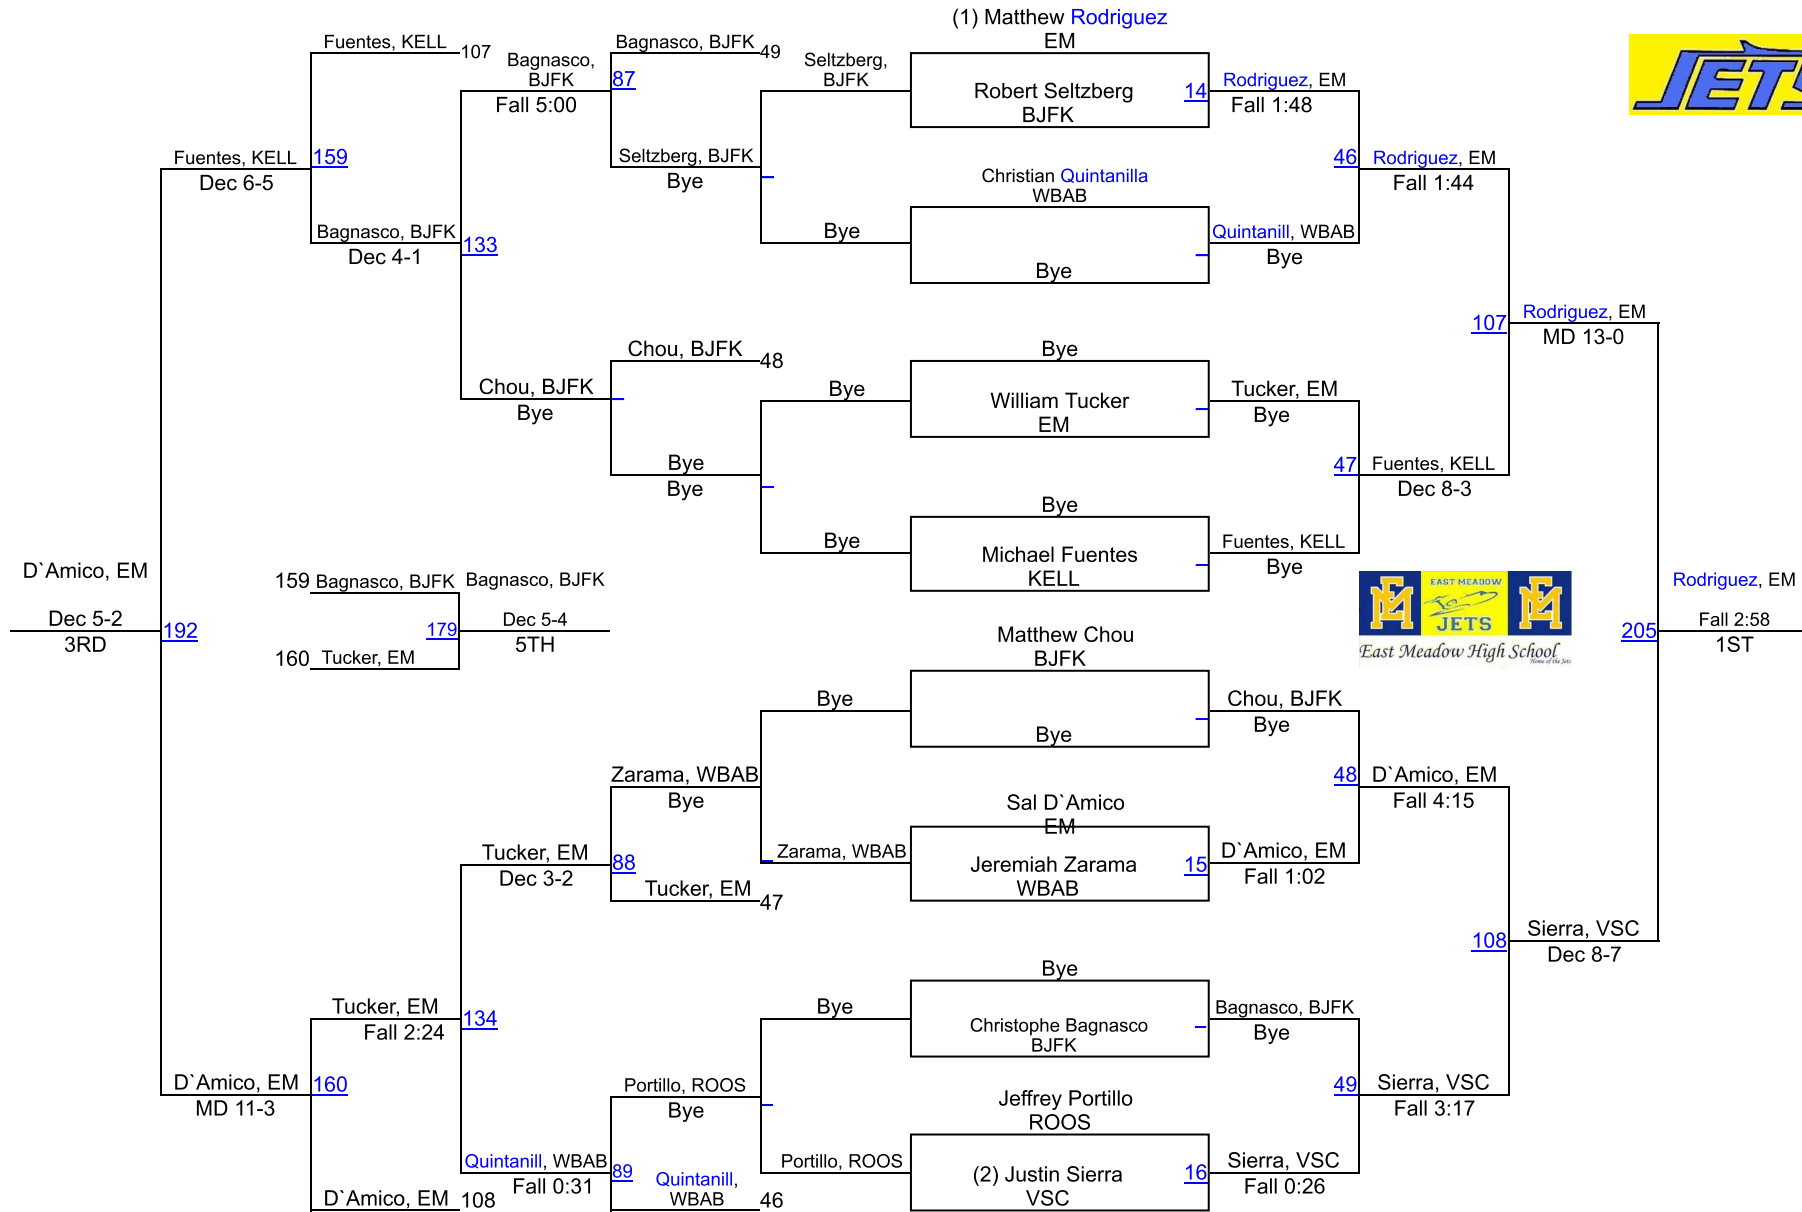 (1) Matthew Rodriguez
EM
Robert Seltzberg
BJFK
14
Christian Quintanilla
WBAB
Bye
Bye
William Tucker
EM
Bye
Michael Fuentes
KELL
Matthew Chou
BJFK
Bye
Sal D`Amico
EM
Jeremiah Zarama
WBAB
15
Bye
Christophe Bagnasco
BJFK
Jeffrey Portillo
ROOS
(2) Justin Sierra
VSC
16
Rodriguez, EM
Fall 1:48
Quintanill, WBAB
Bye
Tucker, EM
Bye
Fuentes, KELL
Bye
Chou, BJFK
Bye
D`Amico, EM
Fall 1:02
Bagnasco, BJFK
Bye
Sierra, VSC
Fall 0:26
46
Rodriguez, EM
Fall 1:44
47
Fuentes, KELL
Dec 8-3
48
D`Amico, EM
Fall 4:15
49
Sierra, VSC
Fall 3:17
107
Rodriguez, EM
MD 13-0
108
Sierra, VSC
Dec 8-7
205
Rodriguez, EM
Fall 2:58
1ST
JETS
EAST MEADOW
EM
JETS
EM
East Meadow High School
Home of the Jets
Seltzberg,
BJFK
Bye
Bye
Bye
Bye
Zarama, WBAB
Bye
Portillo, ROOS
Bagnasco, BJFK 49
Seltzberg, BJFK
Bye
Chou, BJFK 48
Bye
Bye
Zarama, WBAB
Bye
Tucker, EM 47
Portillo, ROOS
Bye
Quintanill,
WBAB 46
Bagnasco,
BJFK
87
Fall 5:00
Chou, BJFK
Bye
Tucker, EM
88
Dec 3-2
Quintanill, WBAB
89
Fall 0:31
Fuentes, KELL 107
Bagnasco, BJFK
133
Dec 4-1
Tucker, EM
134
Fall 2:24
D`Amico, EM 108
Fuentes, KELL
159
Dec 6-5
D`Amico, EM
160
MD 11-3
D`Amico, EM
Dec 5-2
192
3RD
159 Bagnasco, BJFK
160 Tucker, EM
179
Bagnasco, BJFK
Dec 5-4
5TH